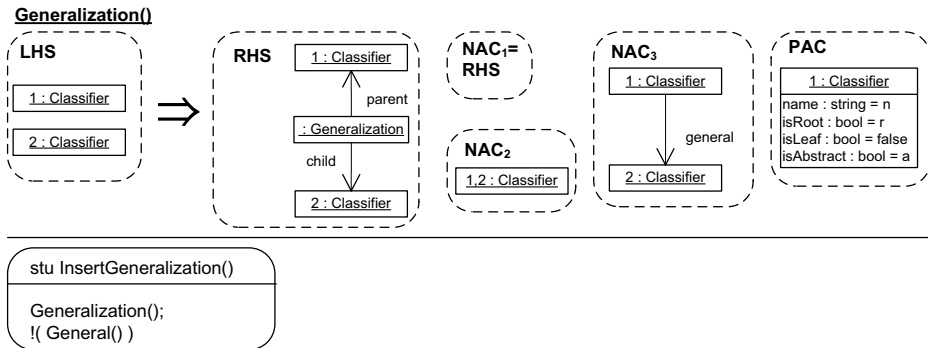 Generalization()
LHS
1 : Classifier
2 : Classifier
RHS
1 : Classifier
parent
: Generalization
child
2 : Classifier
NAC1=
RHS
NAC2
1,2 : Classifier
NAC3
1 : Classifier
general
2 : Classifier
PAC
1 : Classifier
name : string = n
isRoot : bool = r
isLeaf : bool = false
isAbstract : bool = a
stu InsertGeneralization()
Generalization();
!( General() )